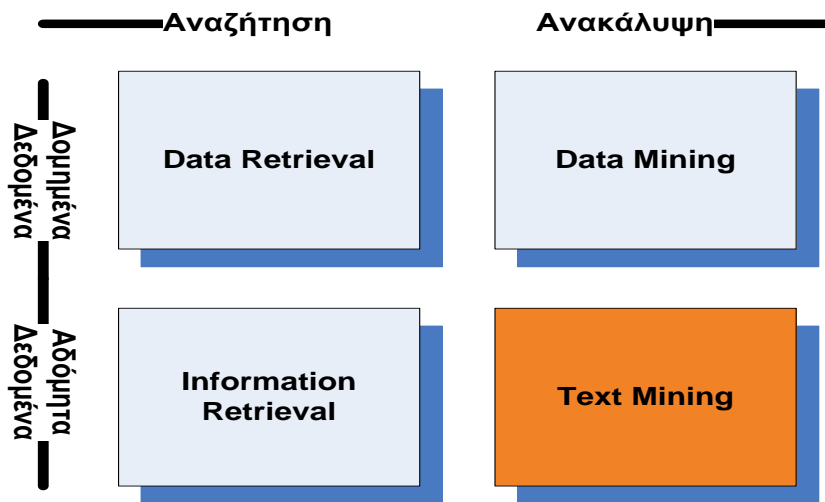 Αναζήτηση
Ανακάλυψη
Δομημένα
Δεδομένα
Data Retrieval
Data Mining
Αδόμητα
Δεδομένα
Information
Retrieval
Text Mining